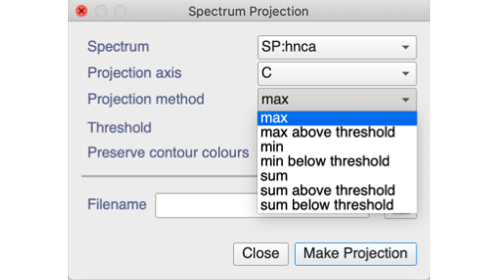 Spectrum Projection
Spectrum SP:hnca
Projection axis C
Projection method max
max
Threshold
max above threshold
min
Preserve contour colours
min below threshold
sum
sum above threshold
Filename
sum below threshold
Close Make Projection